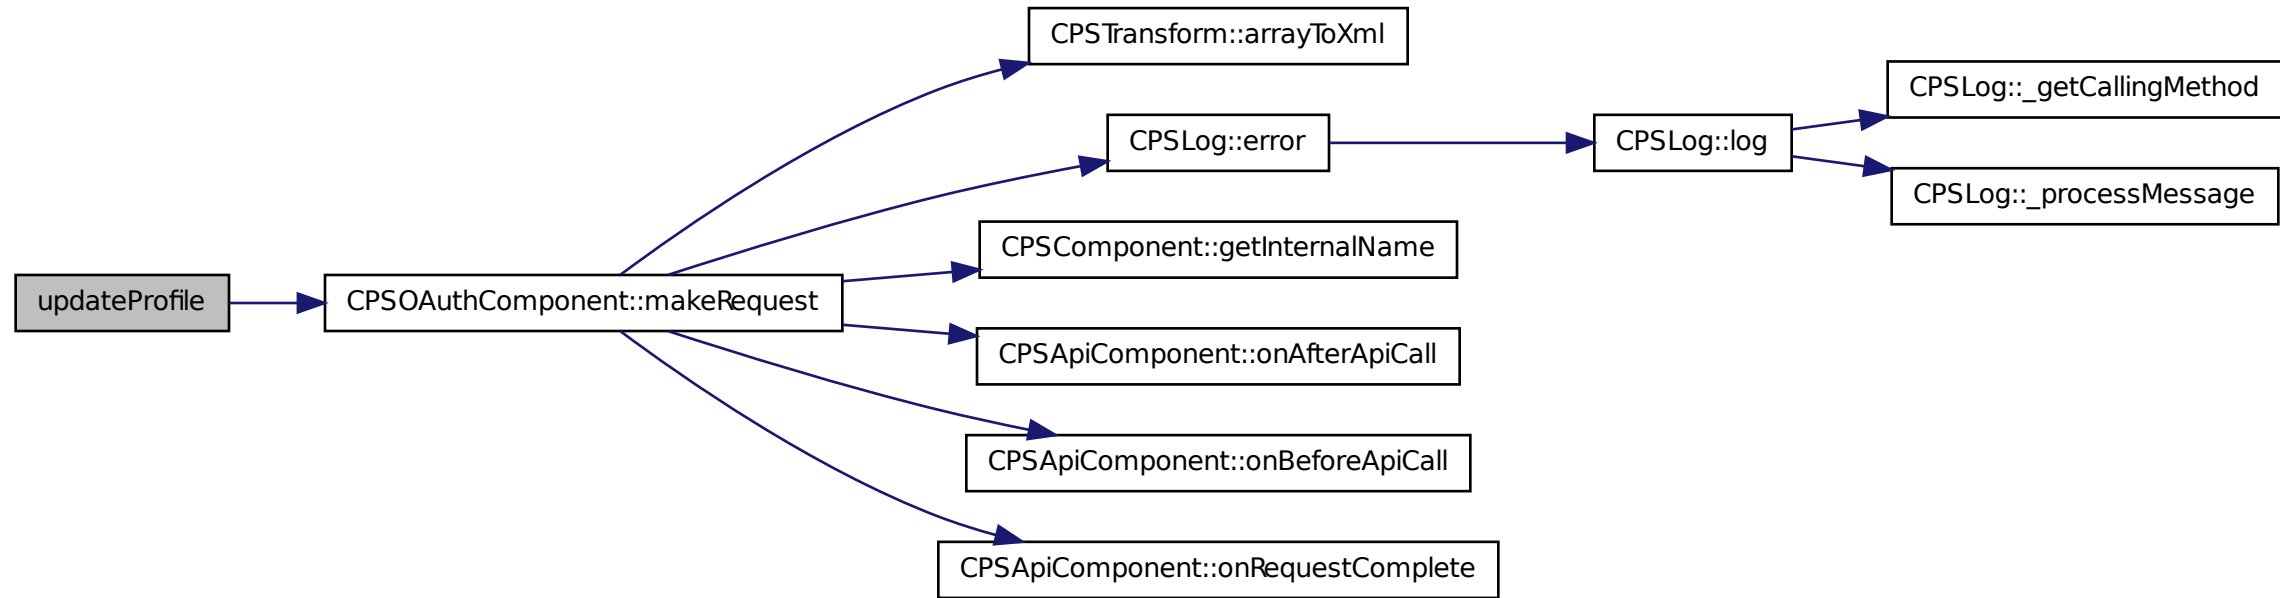 CPSTransform::arrayToXml
CPSLog::_getCallingMethod
CPSLog::error
CPSLog::log
CPSLog::_processMessage
CPSComponent::getInternalName
updateProfile
CPSOAuthComponent::makeRequest
CPSApiComponent::onAfterApiCall
CPSApiComponent::onBeforeApiCall
CPSApiComponent::onRequestComplete